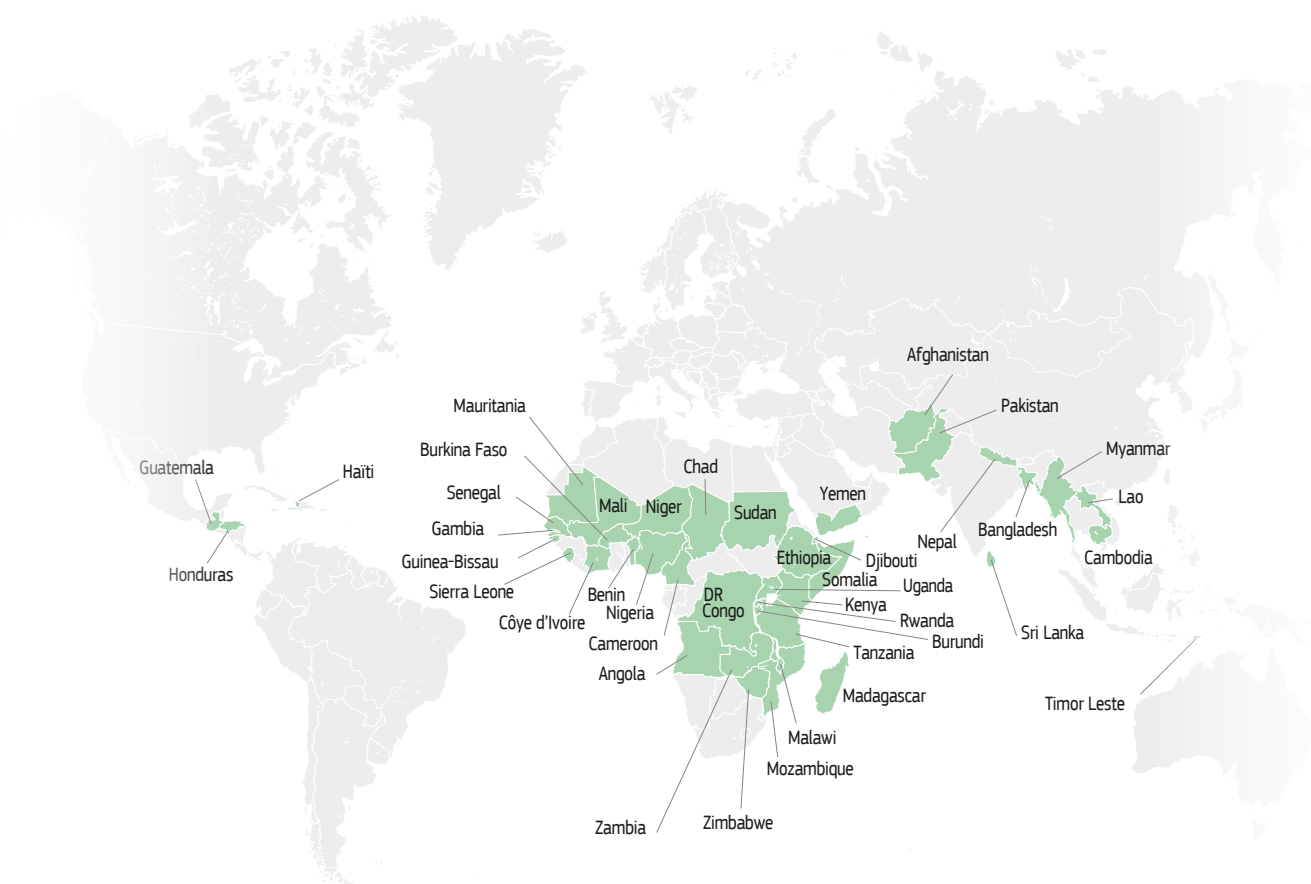 Afghanistan
Pakistan
Mauritania
Burkina Faso
Myanmar
Guatemala
Haïti
Chad
Senegal
Mali
Niger
Sudan
Yemen
Lao
Gambia
Bangladesh
Nepal
Guinea-Bissau
Ethiopia
Djibouti
Cambodia
Honduras
Somalia
Sierra Leone
Benin
DR
Congo
Uganda
Nigeria
Kenya
Côye d'Ivoire
Rwanda
Cameroon
Burundi
Sri Lanka
Tanzania
Angola
Madagascar
Timor Leste
Malawi
Mozambique
Zambia
Zimbabwe